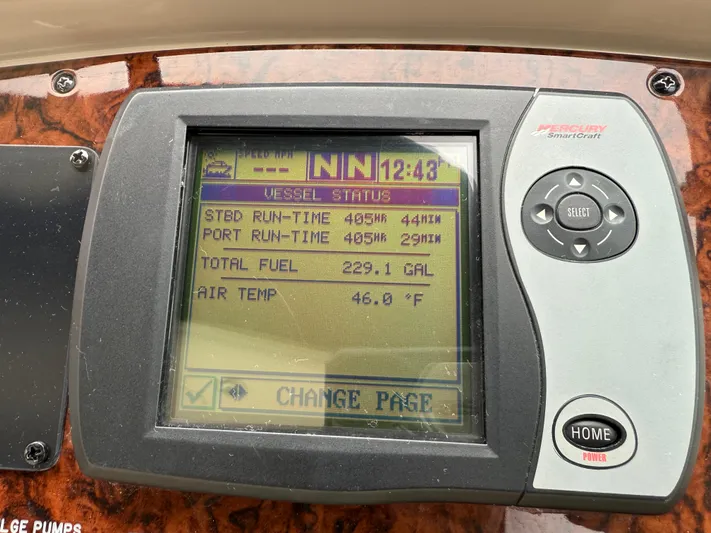 MERCURY
SmartCraft
SPEED MPH
---
N N
12:43
VESSEL STATUS
STBD RUN-TIME 405HR 44MIN
PORT RUN-TIME 405HR 29MIN
TOTAL FUEL 229.1 GAL
AIR TEMP 46.0 °F
CHANGE PAGE
SELECT
HOME
POWER
LGE PUMPS